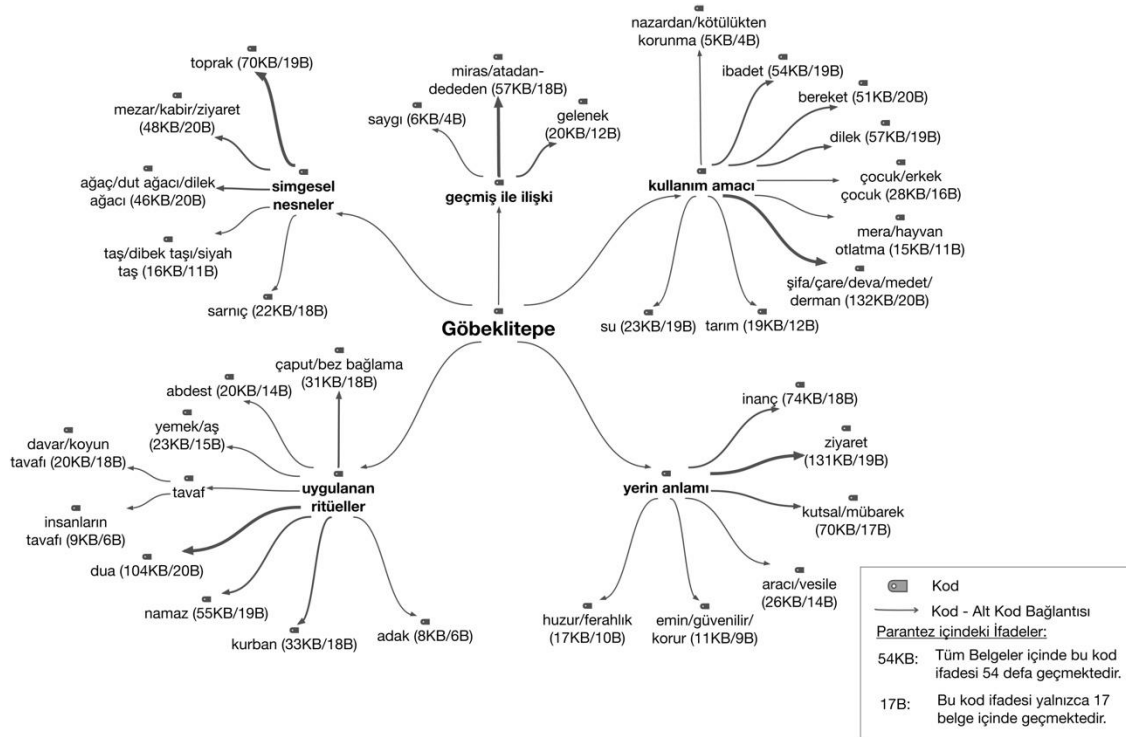 toprak (70KB/19B)
mezar/kabir/ziyaret
(48KB/20B)
ağaç/dut ağacı/dilek
ağacı (46KB/20B)
taş/dibek taşı/siyah
taş (16KB/11B)
sarnıç (22KB/18B)
simgesel
nesneler
miras/atadan-
dededen (57KB/18B)
saygı (6KB/4B)
gelenek
(20KB/12B)
geçmiş ile ilişki
nazardan/kötülükten
korunma (5KB/4B)
ibadet (54KB/19B)
bereket (51KB/20B)
dilek (57KB/19B)
çocuk/erkek
çocuk (28KB/16B)
mera/hayvan
otlatma (15KB/11B)
şifa/çare/deva/medet/
derman (132KB/20B)
kullanım amacı
su (23KB/19B)
tarım (19KB/12B)
Göbeklitepe
çaput/bez bağlama
(31KB/18B)
abdest (20KB/14B)
yemek/aş
(23KB/15B)
davar/koyun
tavafı (20KB/18B)
tavaf
insanların
tavafı (9KB/6B)
uygulanan
ritüeller
dua (104KB/20B)
namaz (55KB/19B)
kurban (33KB/18B)
adak (8KB/6B)
inanç (74KB/18B)
ziyaret
(131KB/19B)
yerin anlamı
kutsal/mübarek
(70KB/17B)
aracı/vesile
(26KB/14B)
huzur/ferahlık
(17KB/10B)
emin/güvenilir/
korur (11KB/9B)
Kod
Kod - Alt Kod Bağlantısı
Parantez içindeki İfadeler:
54KB: Tüm Belgeler içinde bu kod
ifadesi 54 defa geçmektedir.
17B: Bu kod ifadesi yalnızca 17
belge içinde geçmektedir.